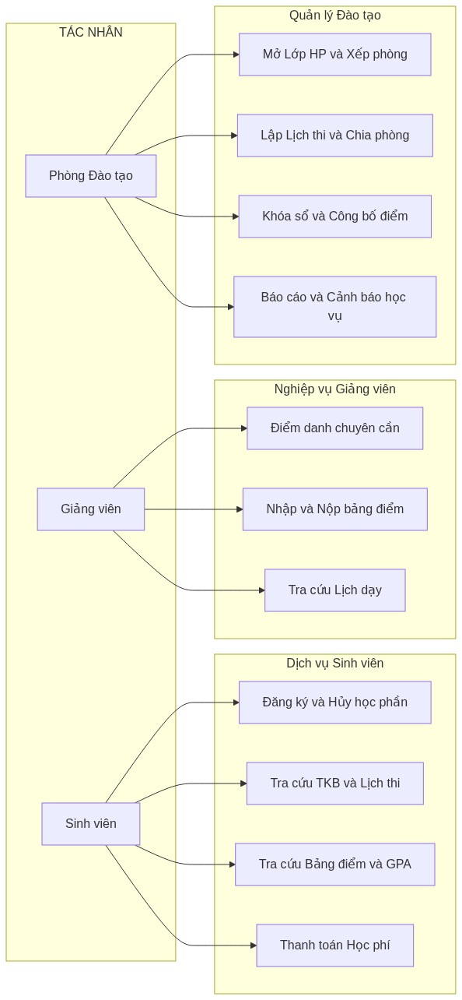 TÁC NHÂN
Phòng Đào tạo
Giảng viên
Sinh viên
Quản lý Đào tạo
Mở Lớp HP và Xếp phòng
Lập Lịch thi và Chia phòng
Khóa sổ và Công bố điểm
Báo cáo và Cảnh báo học
vụ
Nghiệp vụ Giảng viên
Điểm danh chuyên cần
Nhập và Nộp bảng điểm
Tra cứu Lịch dạy
Dịch vụ Sinh viên
Đăng ký và Hủy học phần
Tra cứu TKB và Lịch thi
Tra cứu Bảng điểm và GPA
Thanh toán Học phí